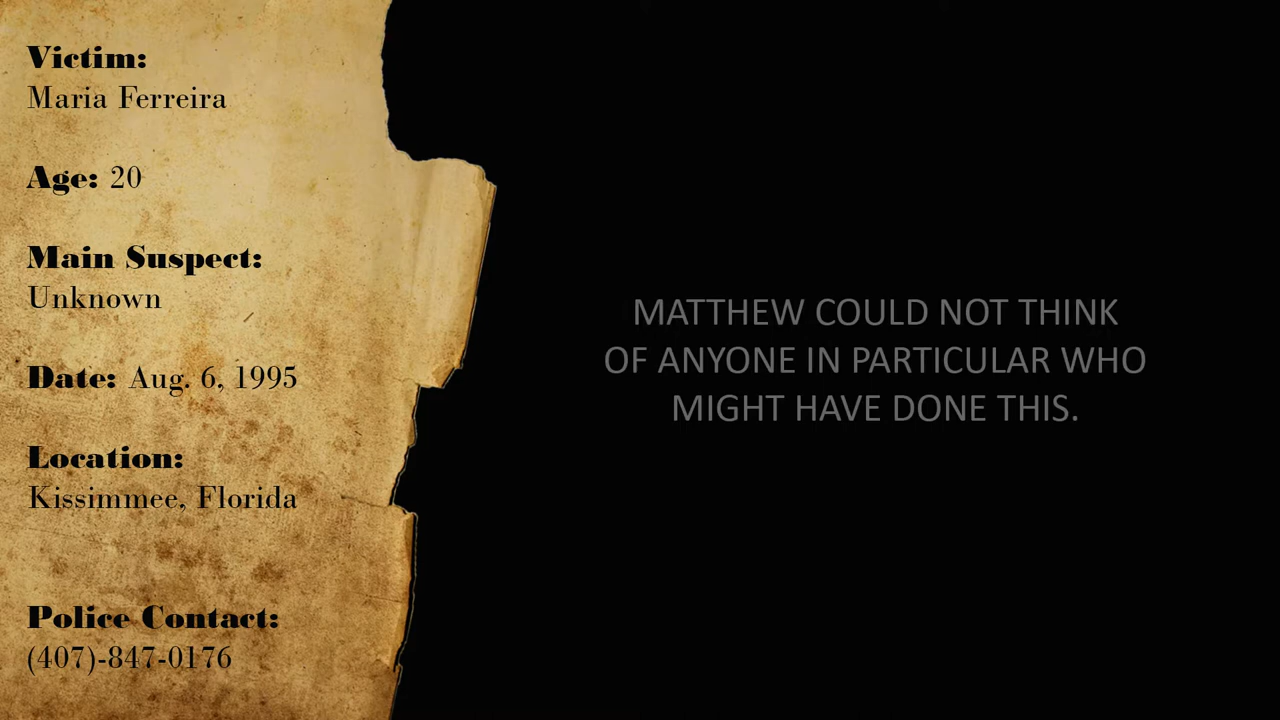 Victim:
Maria Ferreira
Age: 20
Main Suspect:
Unknown
Date: Aug. 6, 1995
Location:
Kissimmee, Florida
Police Contact:
(407)-847-0176
MATTHEW COULD NOT THINK
OF ANYONE IN PARTICULAR WHO
MIGHT HAVE DONE THIS.